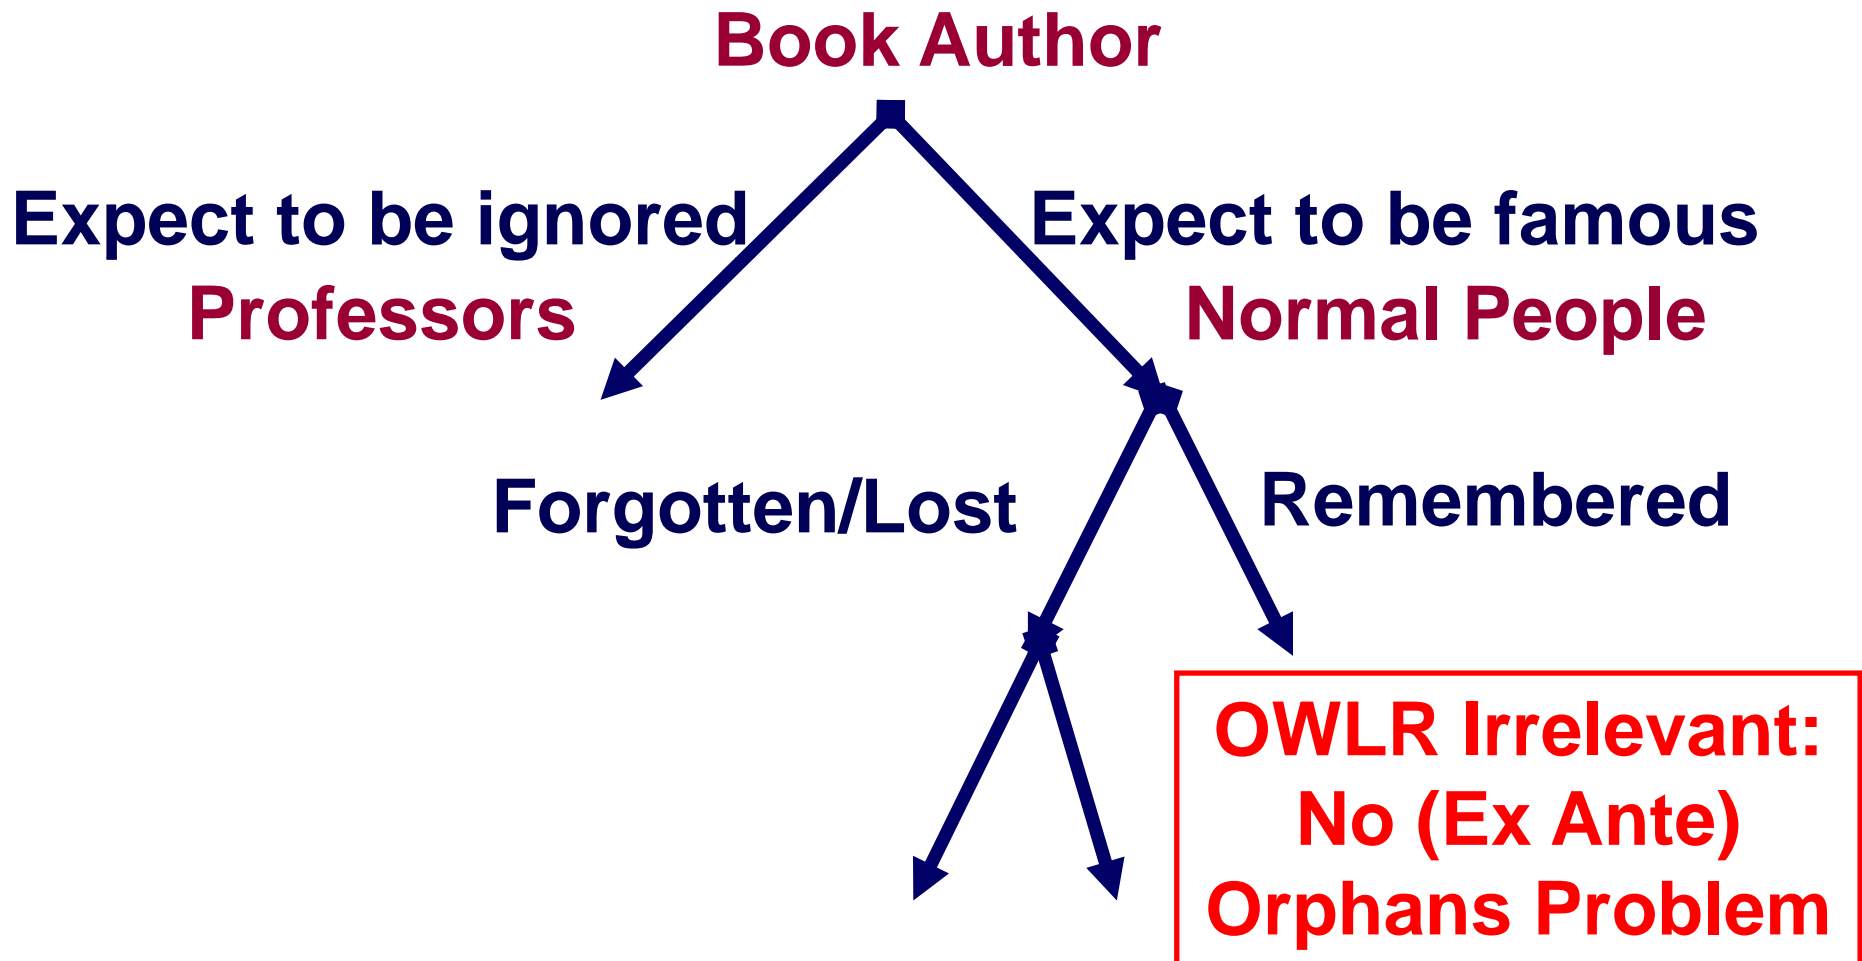 Book Author
Expect to be ignored
Professors
Expect to be famous
Normal People
Forgotten/Lost
Remembered
OWLR Irrelevant:
No (Ex Ante)
Orphans Problem